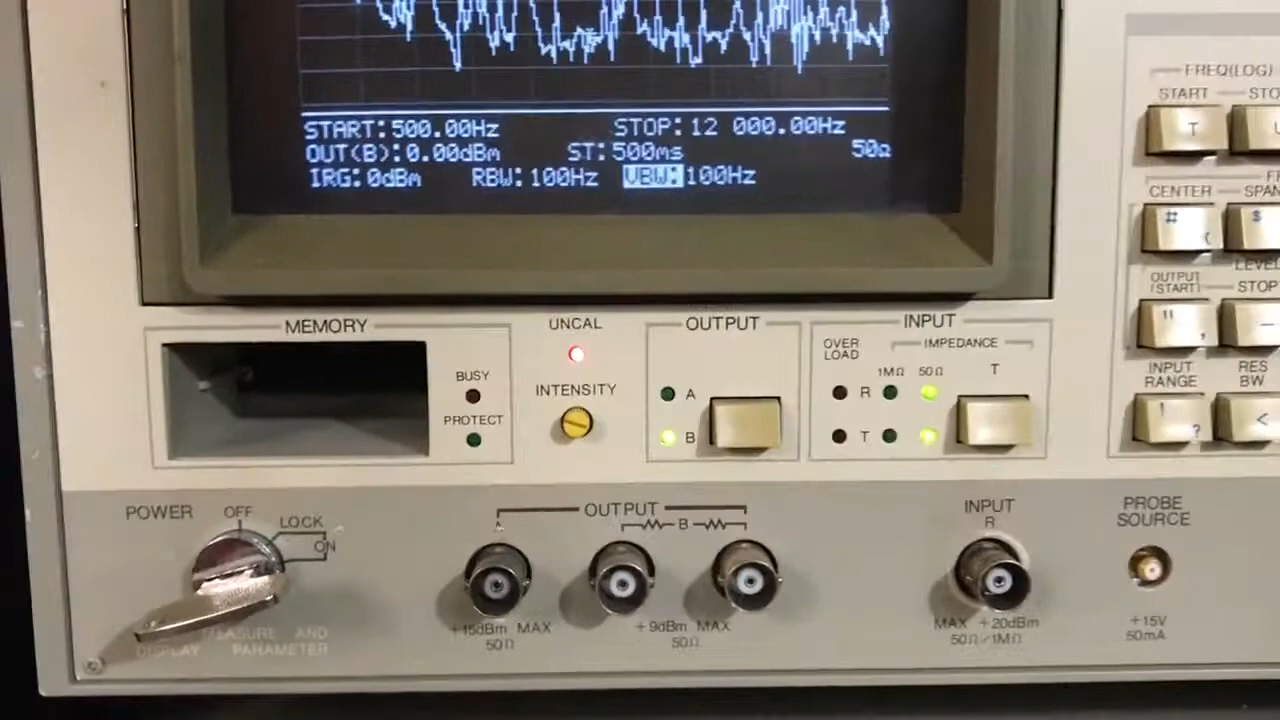 START:500.00Hz STOP:12 000.00Hz
OUT(B):0.00dBm ST:500ms 50Ω
IRG:0dBm RBW:100Hz VBW:100Hz
FREQ(LOG)
START STO
T
CENTER SPAN
# ( $
LEVEL
OUTPUT (START) STOP
" , —
INPUT RANGE RES BW
! ? <
MEMORY
BUSY
PROTECT
UNCAL
INTENSITY
OUTPUT
A
B
INPUT
OVER LOAD IMPEDANCE
1MΩ 50Ω T
R
T
POWER OFF
LOCK
ON
MEASURE AND
DISPLAY PARAMETER
OUTPUT
A B
+15dBm MAX
50Ω
+9dBm MAX
50Ω
INPUT
R
MAX +20dBm
50Ω/1MΩ
PROBE
SOURCE
+15V
50mA